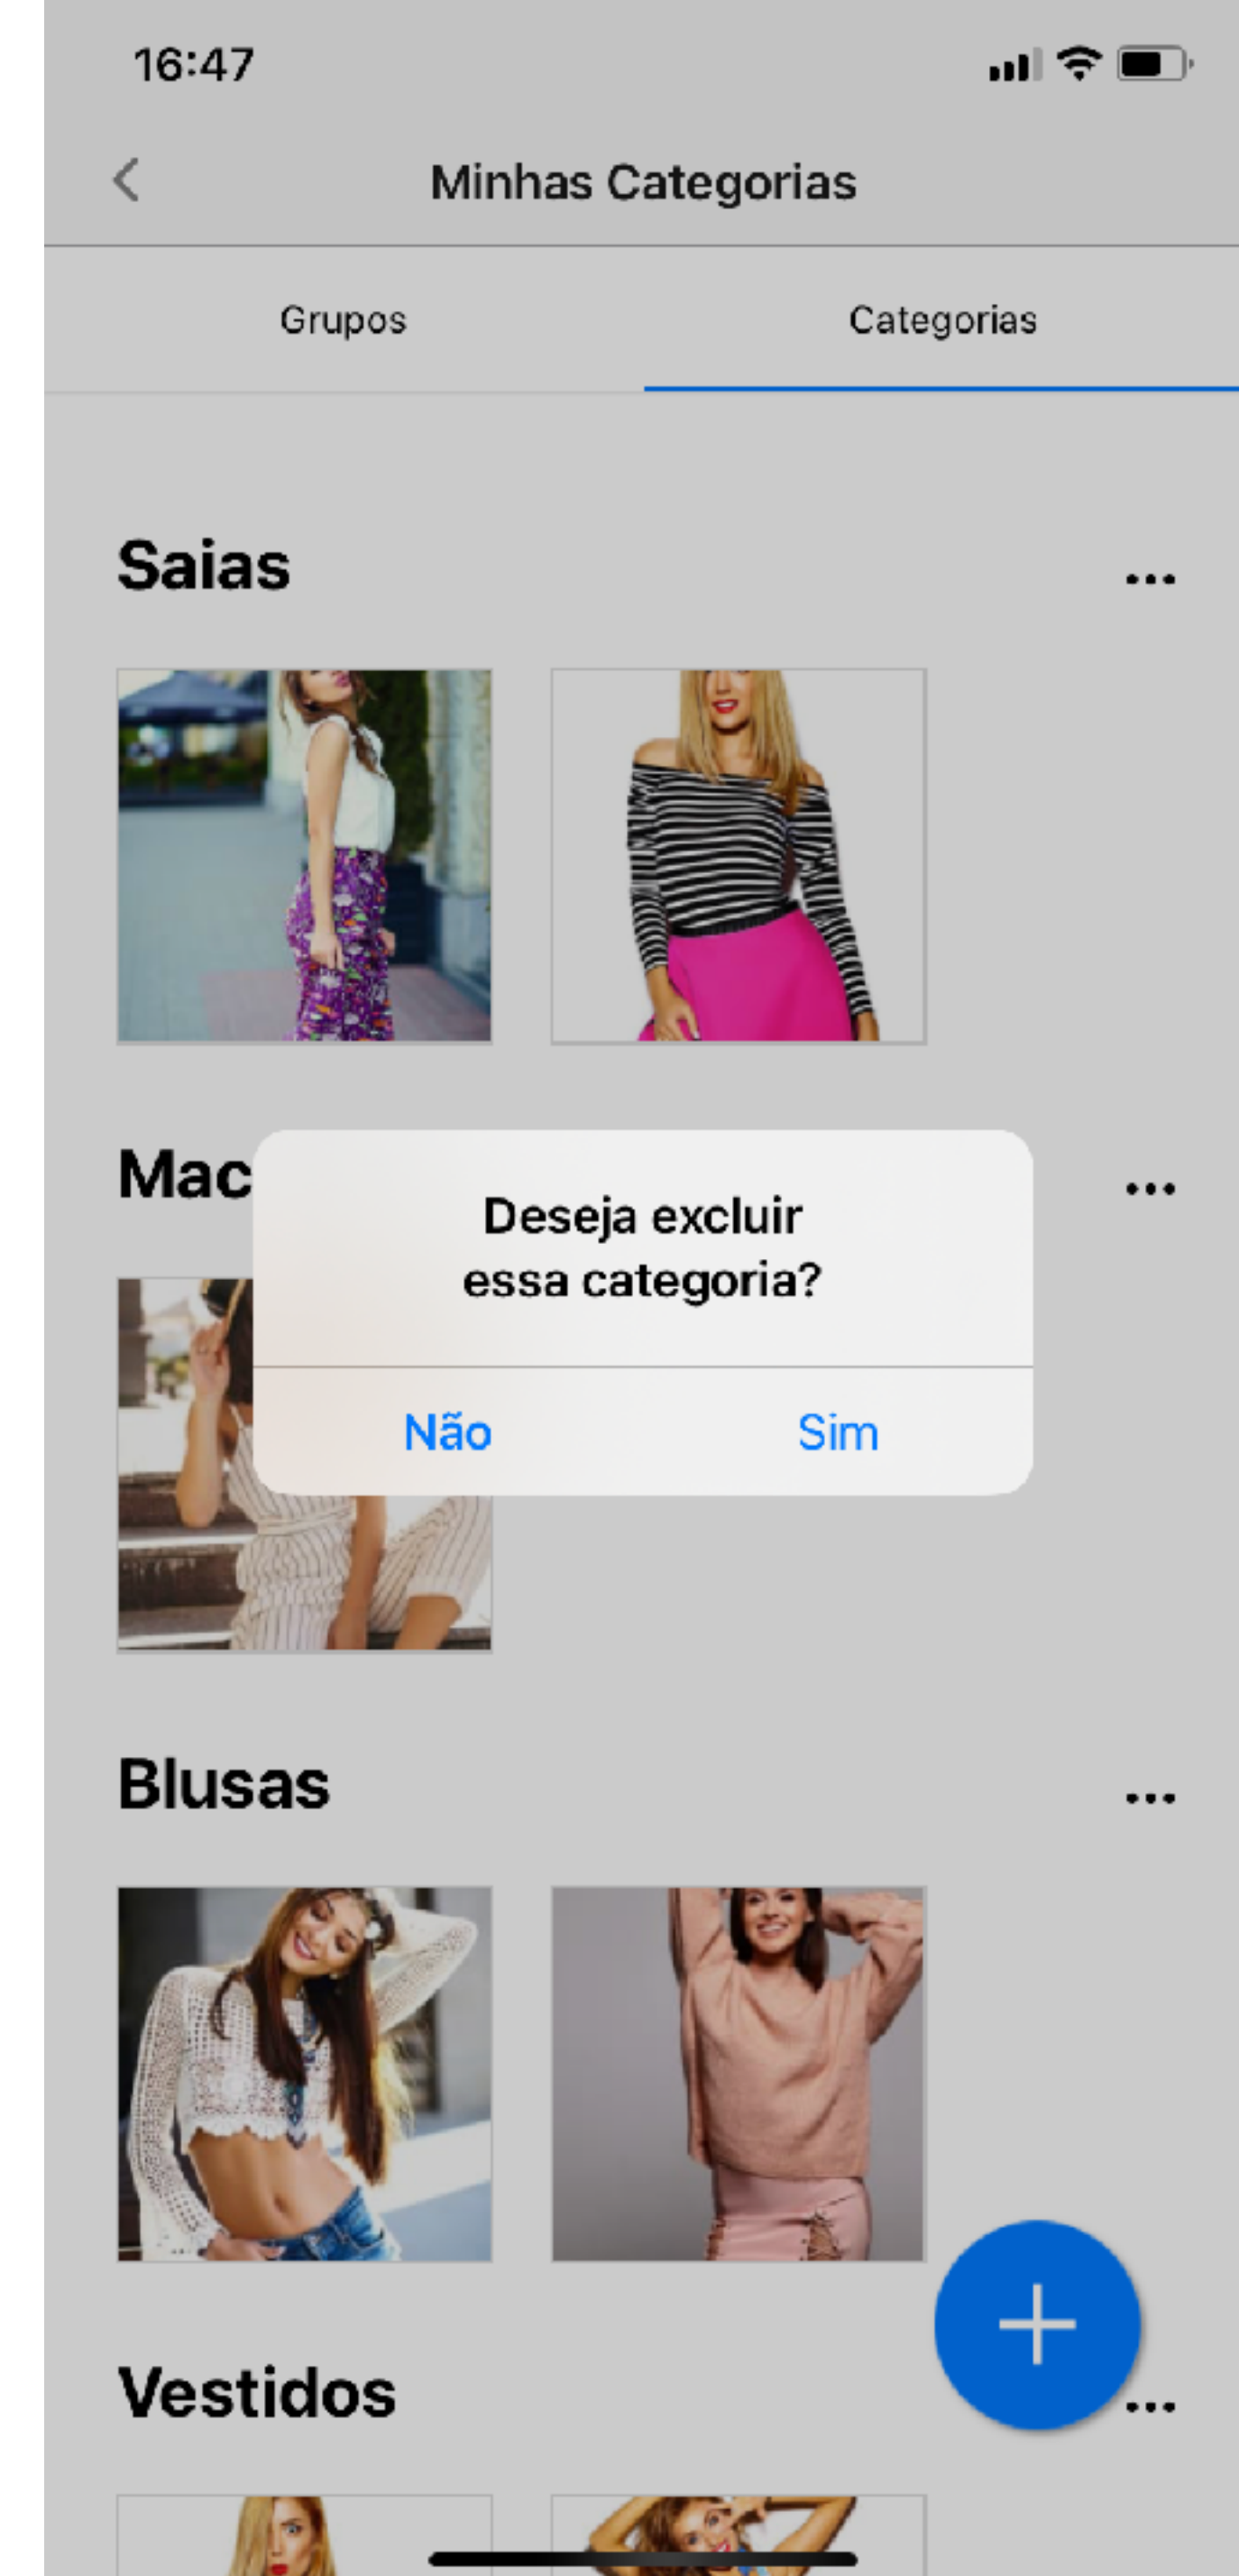 16:47
Minhas Categorias
Grupos
Categorias
Saias
Mac
Deseja excluir
essa categoria?
Não
Sim
Blusas
Vestidos